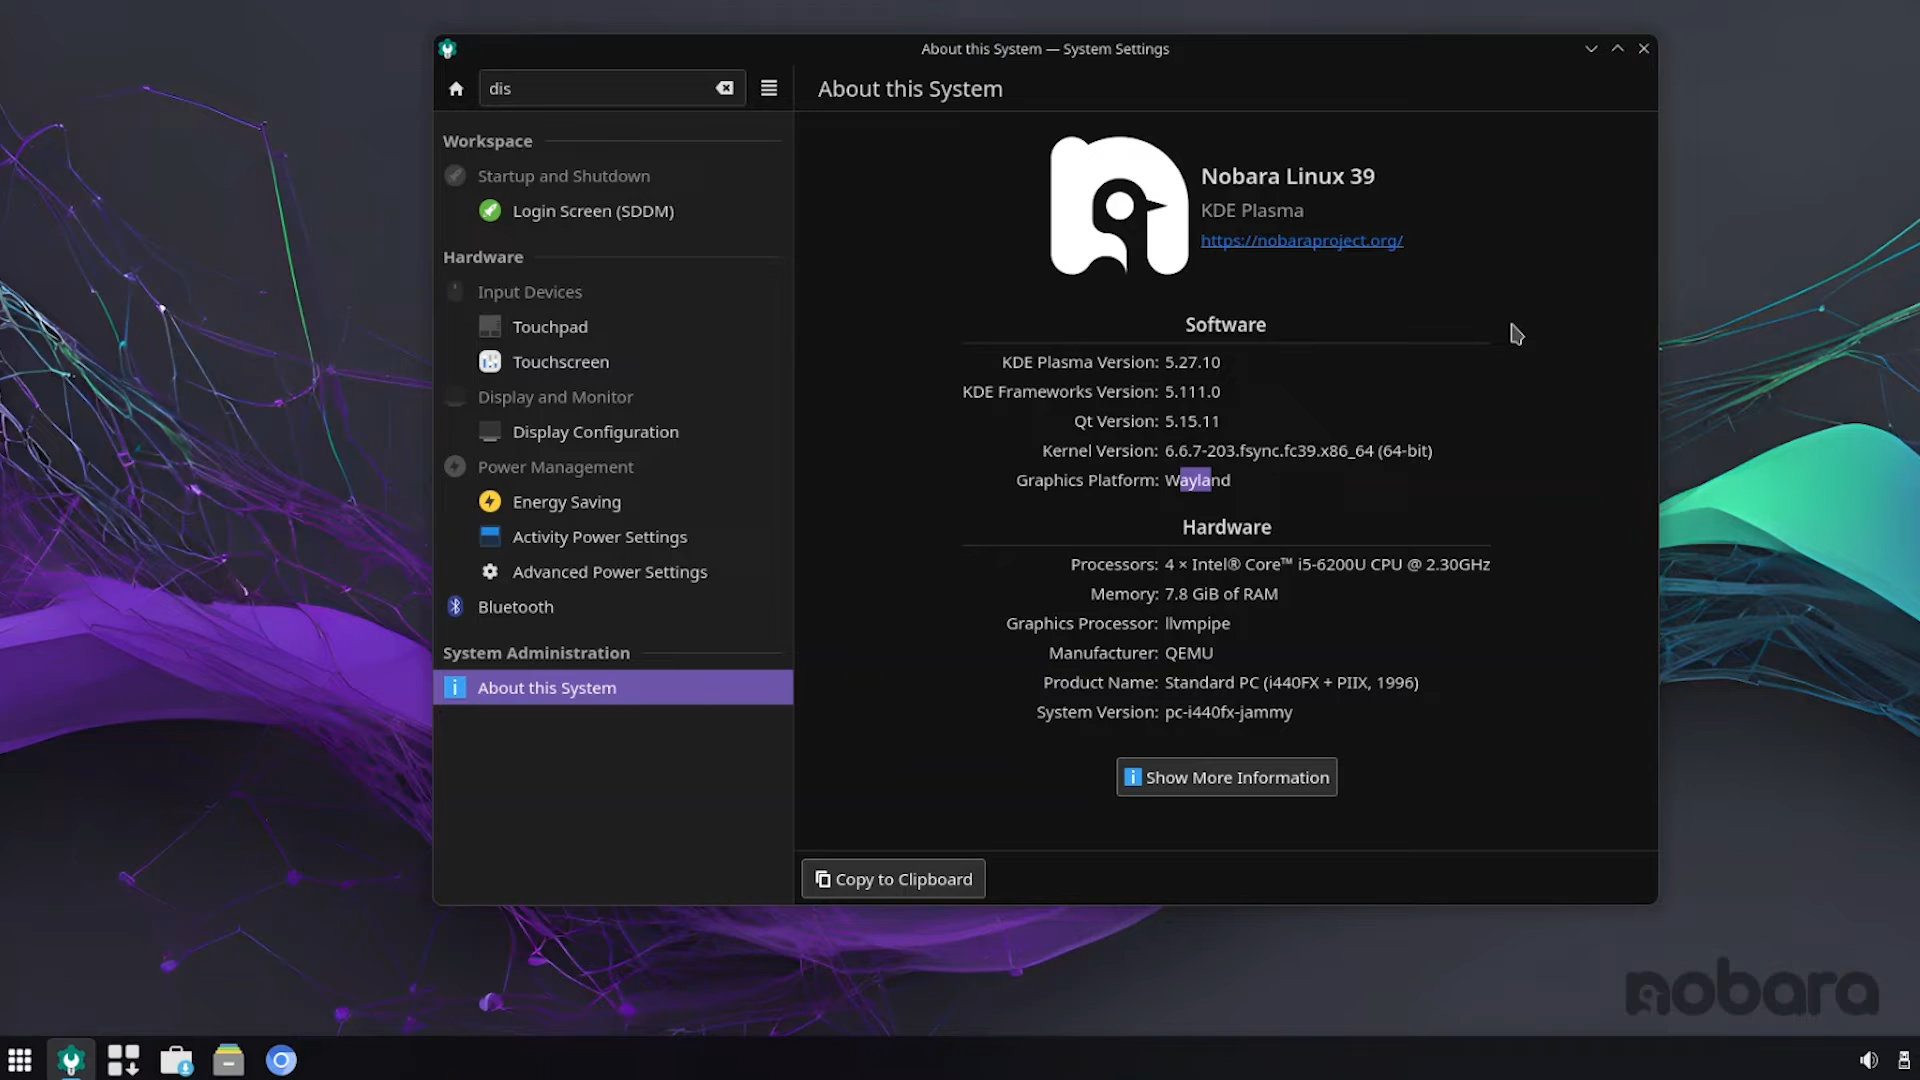 About this System — System Settings
dis
About this System
Workspace
Startup and Shutdown
Login Screen (SDDM)
Hardware
Input Devices
Touchpad
Touchscreen
Display and Monitor
Display Configuration
Power Management
Energy Saving
Activity Power Settings
Advanced Power Settings
Bluetooth
System Administration
About this System
Nobara Linux 39
KDE Plasma
https://nobaraproject.org/
Software
KDE Plasma Version: 5.27.10
KDE Frameworks Version: 5.111.0
Qt Version: 5.15.11
Kernel Version: 6.6.7-203.fsync.fc39.x86_64 (64-bit)
Graphics Platform: Wayland
Hardware
Processors: 4 × Intel® Core™ i5-6200U CPU @ 2.30GHz
Memory: 7.8 GiB of RAM
Graphics Processor: llvmpipe
Manufacturer: QEMU
Product Name: Standard PC (i440FX + PIIX, 1996)
System Version: pc-i440fx-jammy
Show More Information
Copy to Clipboard
nobara